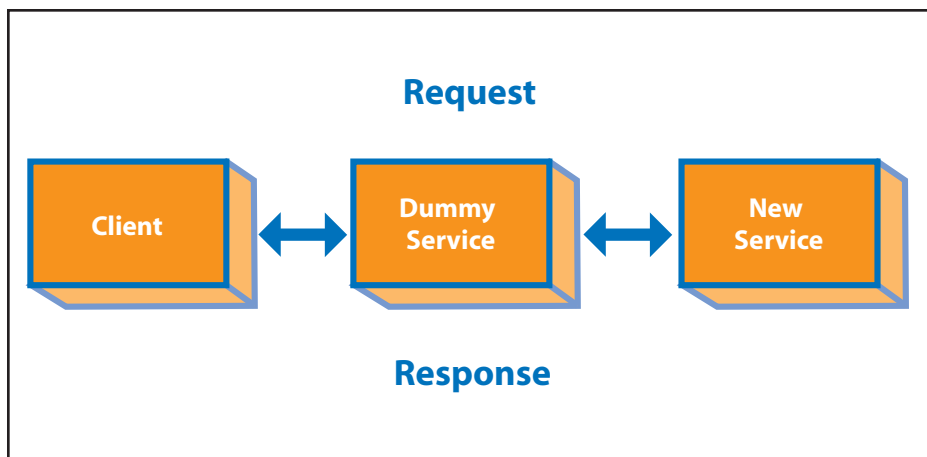 Request
Client
Dummy
Service
New
Service
Response